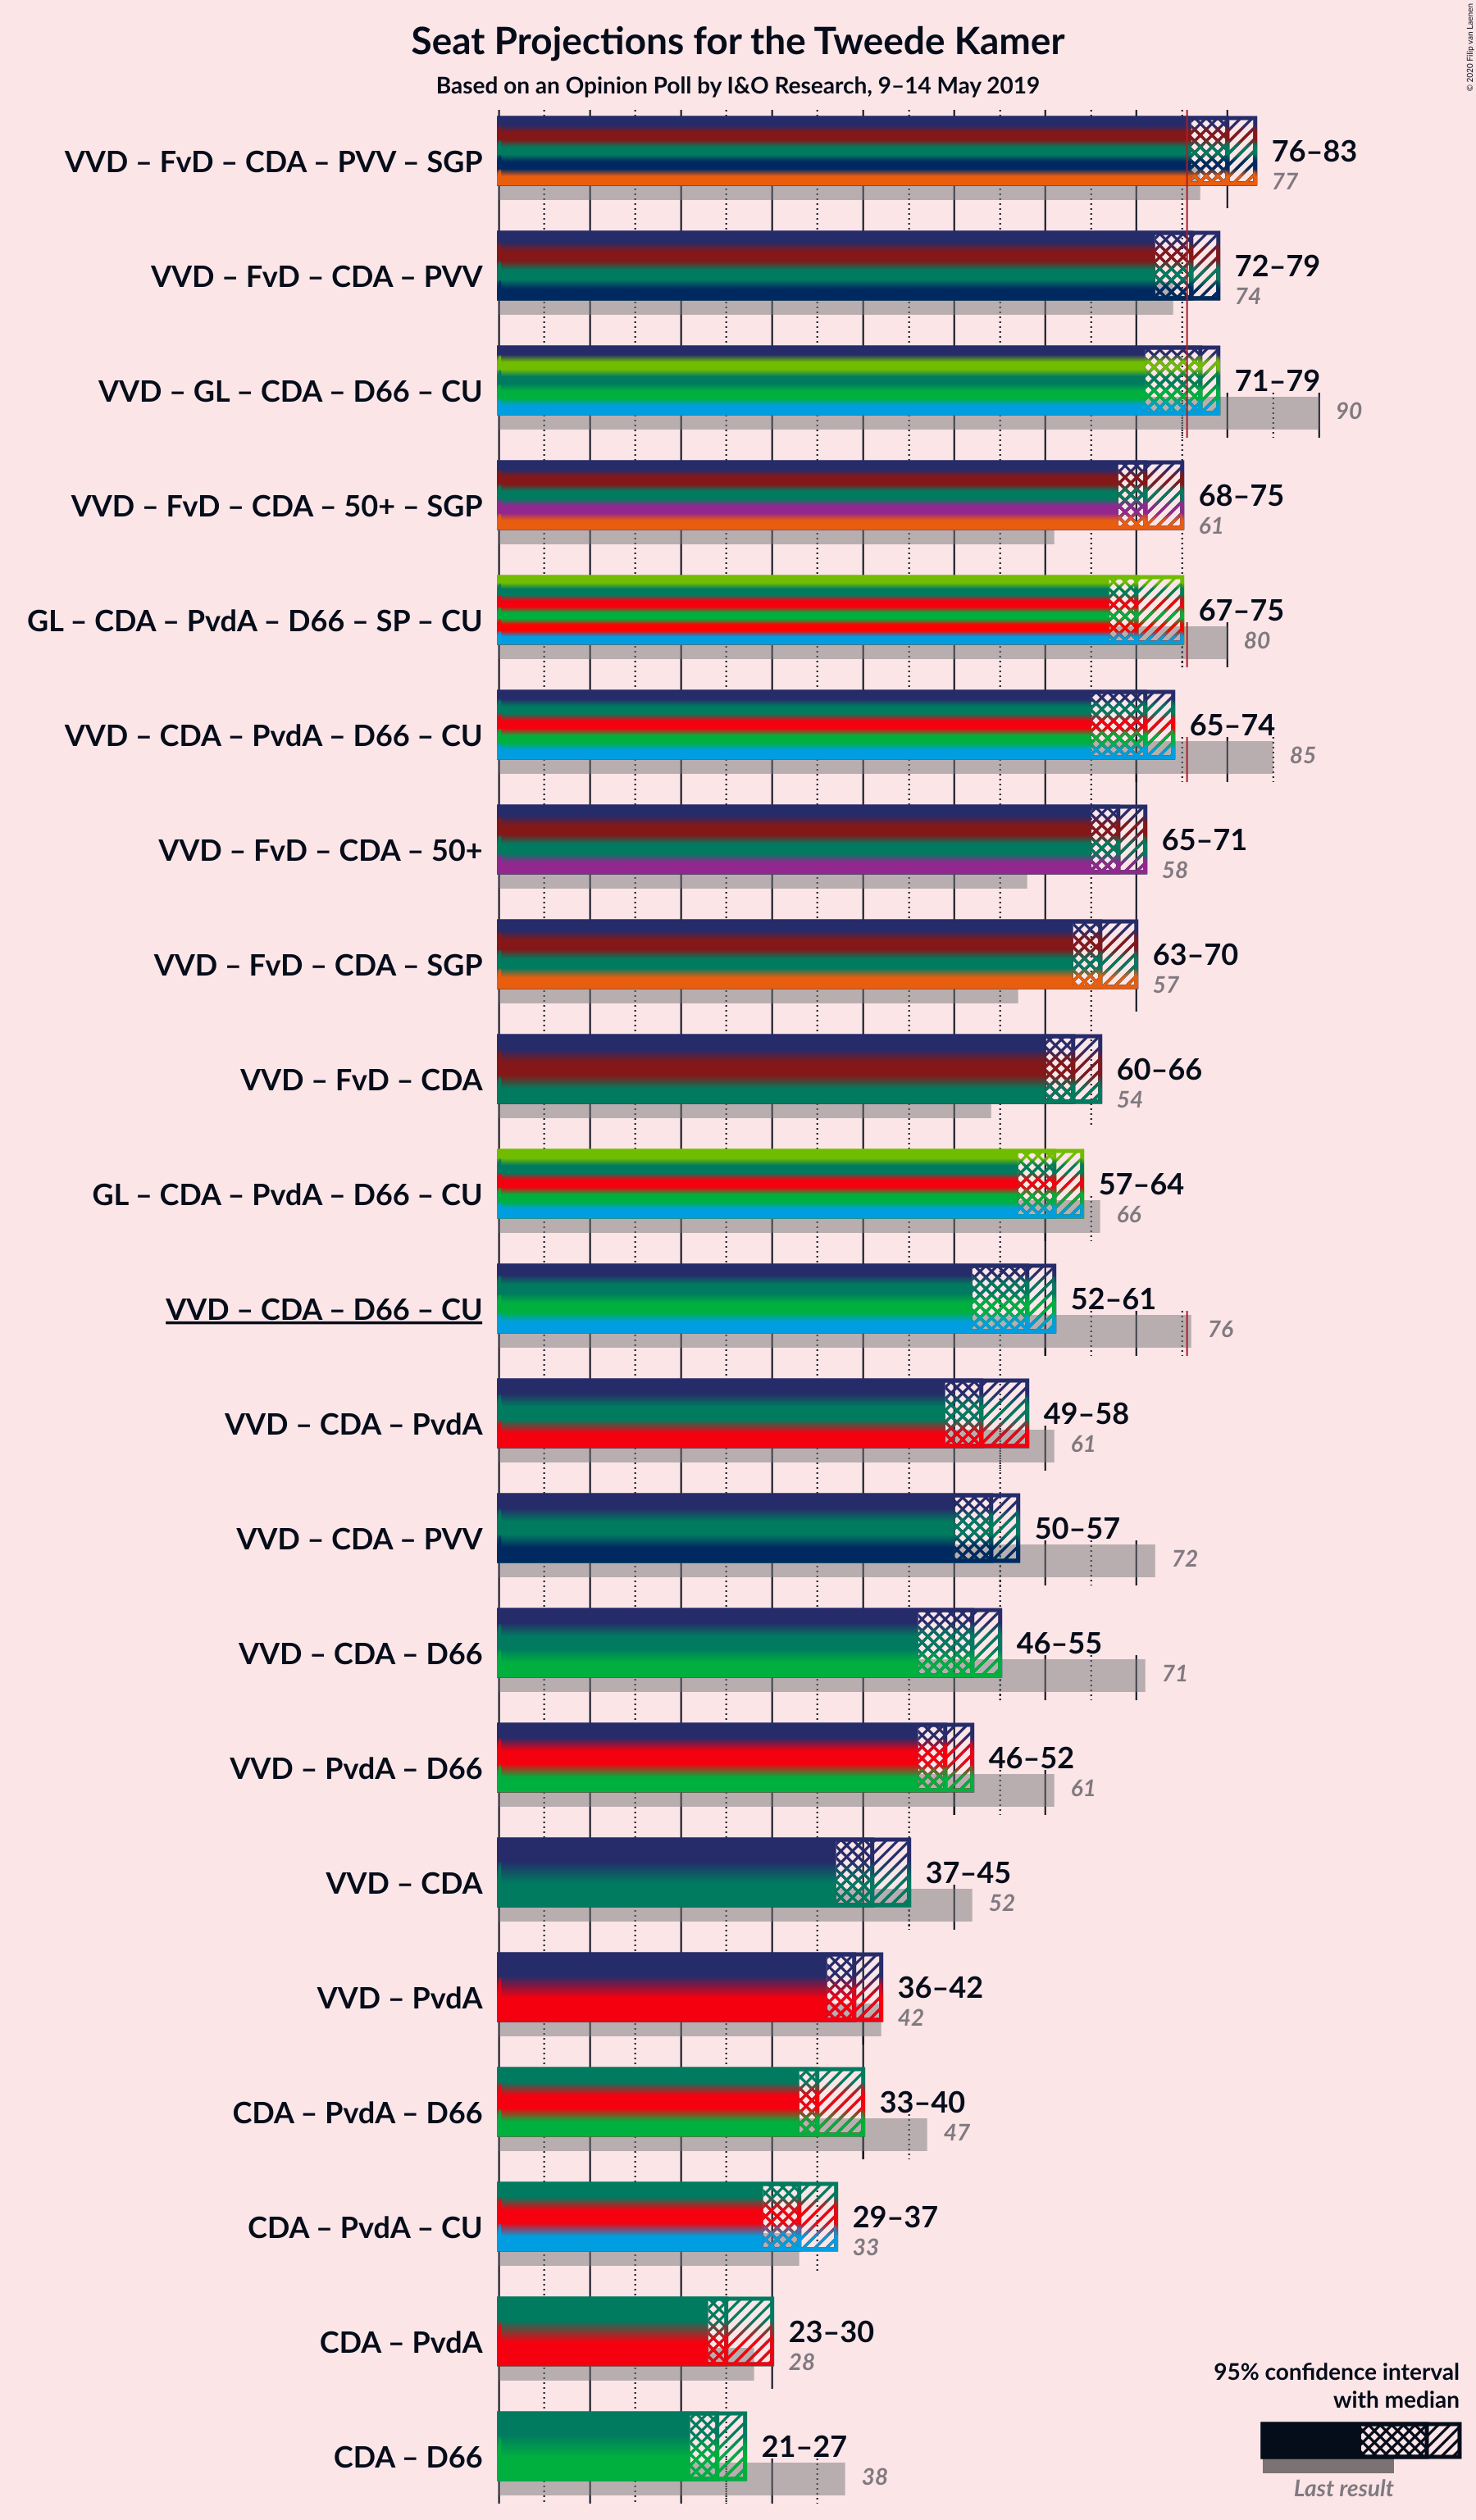 Seat Projections for the Tweede Kamer
Based on an Opinion Poll by I&O Research, 9–14 May 2019
© 2020 Filip van Laenen
VVD – FvD – CDA – PVV – SGP
76–83
77
VVD – FvD – CDA – PVV
72–79
74
VVD – GL – CDA – D66 – CU
71–79
90
VVD – FvD – CDA – 50+ – SGP
68–75
61
GL – CDA – PvdA – D66 – SP – CU
67–75
80
VVD – CDA – PvdA – D66 – CU
65–74
85
VVD – FvD – CDA – 50+
65–71
58
VVD – FvD – CDA – SGP
63–70
57
VVD – FvD – CDA
60–66
54
GL – CDA – PvdA – D66 – CU
57–64
66
VVD – CDA – D66 – CU
52–61
76
VVD – CDA – PvdA
49–58
61
VVD – CDA – PVV
50–57
72
VVD – CDA – D66
46–55
71
VVD – PvdA – D66
46–52
61
VVD – CDA
37–45
52
VVD – PvdA
36–42
42
CDA – PvdA – D66
33–40
47
CDA – PvdA – CU
29–37
33
CDA – PvdA
23–30
28
CDA – D66
21–27
38
95% confidence interval
with median
Last result